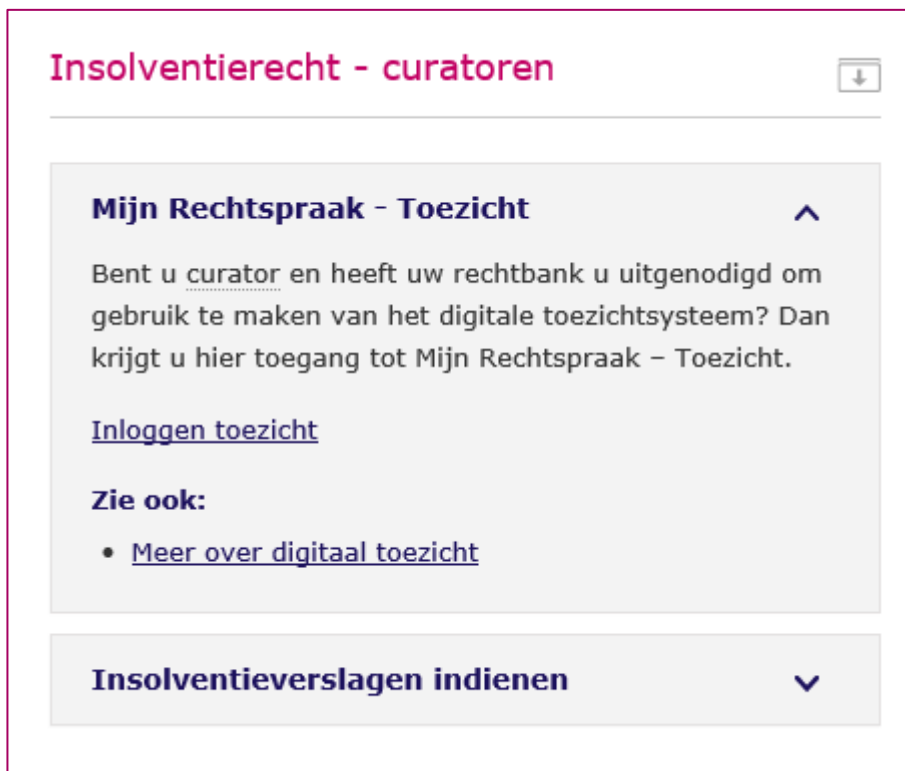 Insolventierecht - curatoren
Mijn Rechtspraak - Toezicht
Bent u curator en heeft uw rechtbank u uitgenodigd om
gebruik te maken van het digitale toezichtsysteem? Dan
krijgt u hier toegang tot Mijn Rechtspraak – Toezicht.
Inloggen toezicht
Zie ook:
• Meer over digitaal toezicht
Insolventieverslagen indienen